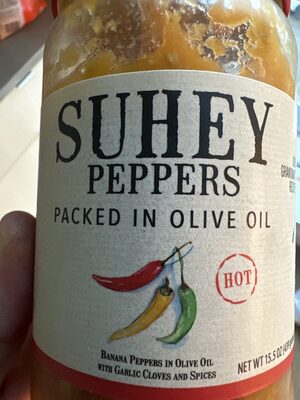 SUHEY
PEPPERS
PACKED IN OLIVE OIL
HOT
BANANA PEPPERS IN OLIVE OIL
WITH GARLIC CLOVES AND SPICES
NET WT 15.5 OZ